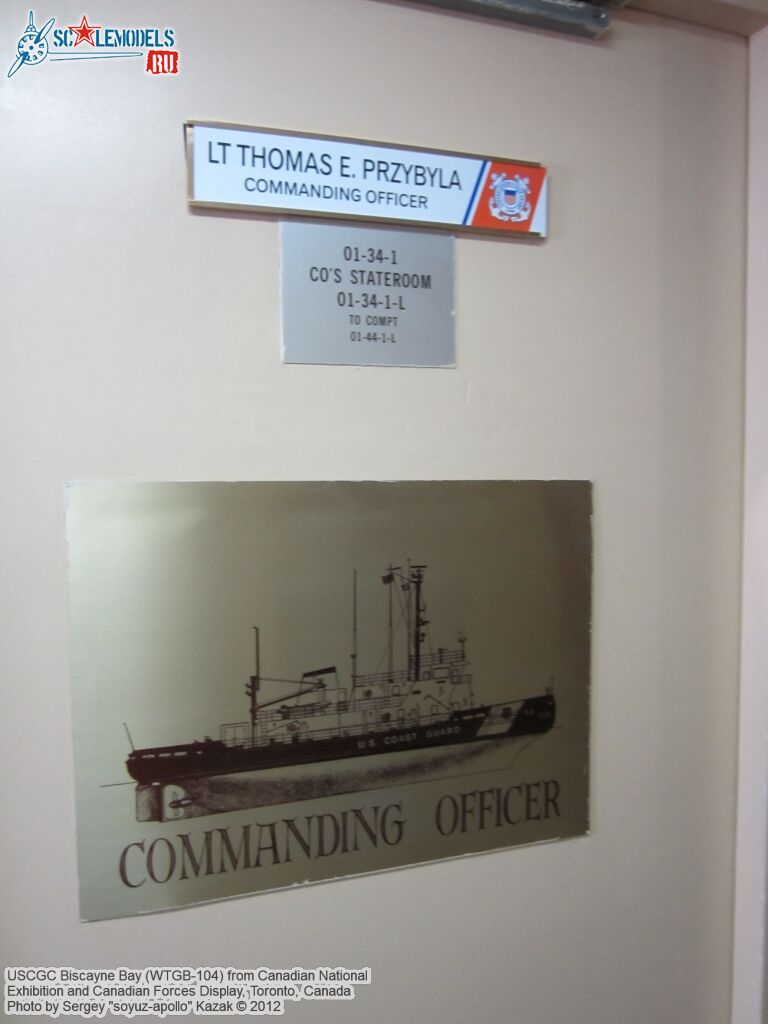 SCALEMODELS
RU
LT THOMAS E. PRZYBYLA
COMMANDING OFFICER
01-34-1
CO'S STATEROOM
01-34-1-L
TO COMPT
01-44-1-L
U.S. COAST GUARD
COMMANDING OFFICER
USCGC Biscayne Bay (WTGB-104) from Canadian National
Exhibition and Canadian Forces Display, Toronto, Canada
Photo by Sergey "soyuz-apollo" Kazak © 2012